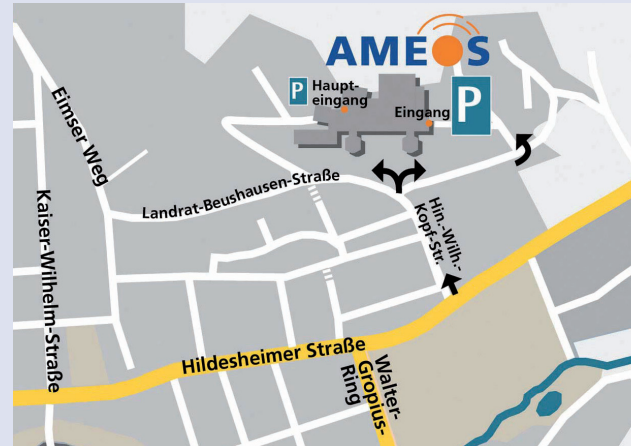 AMEOS
P
Haupt-
eingang
Eingang
P
Eimser Weg
Kaiser-Wilhelm-Straße
Landrat-Beushausen-Straße
Hin.-Wilh.-
Kopf-Str.
Hildesheimer Straße
Walter-
Gropius-
Ring